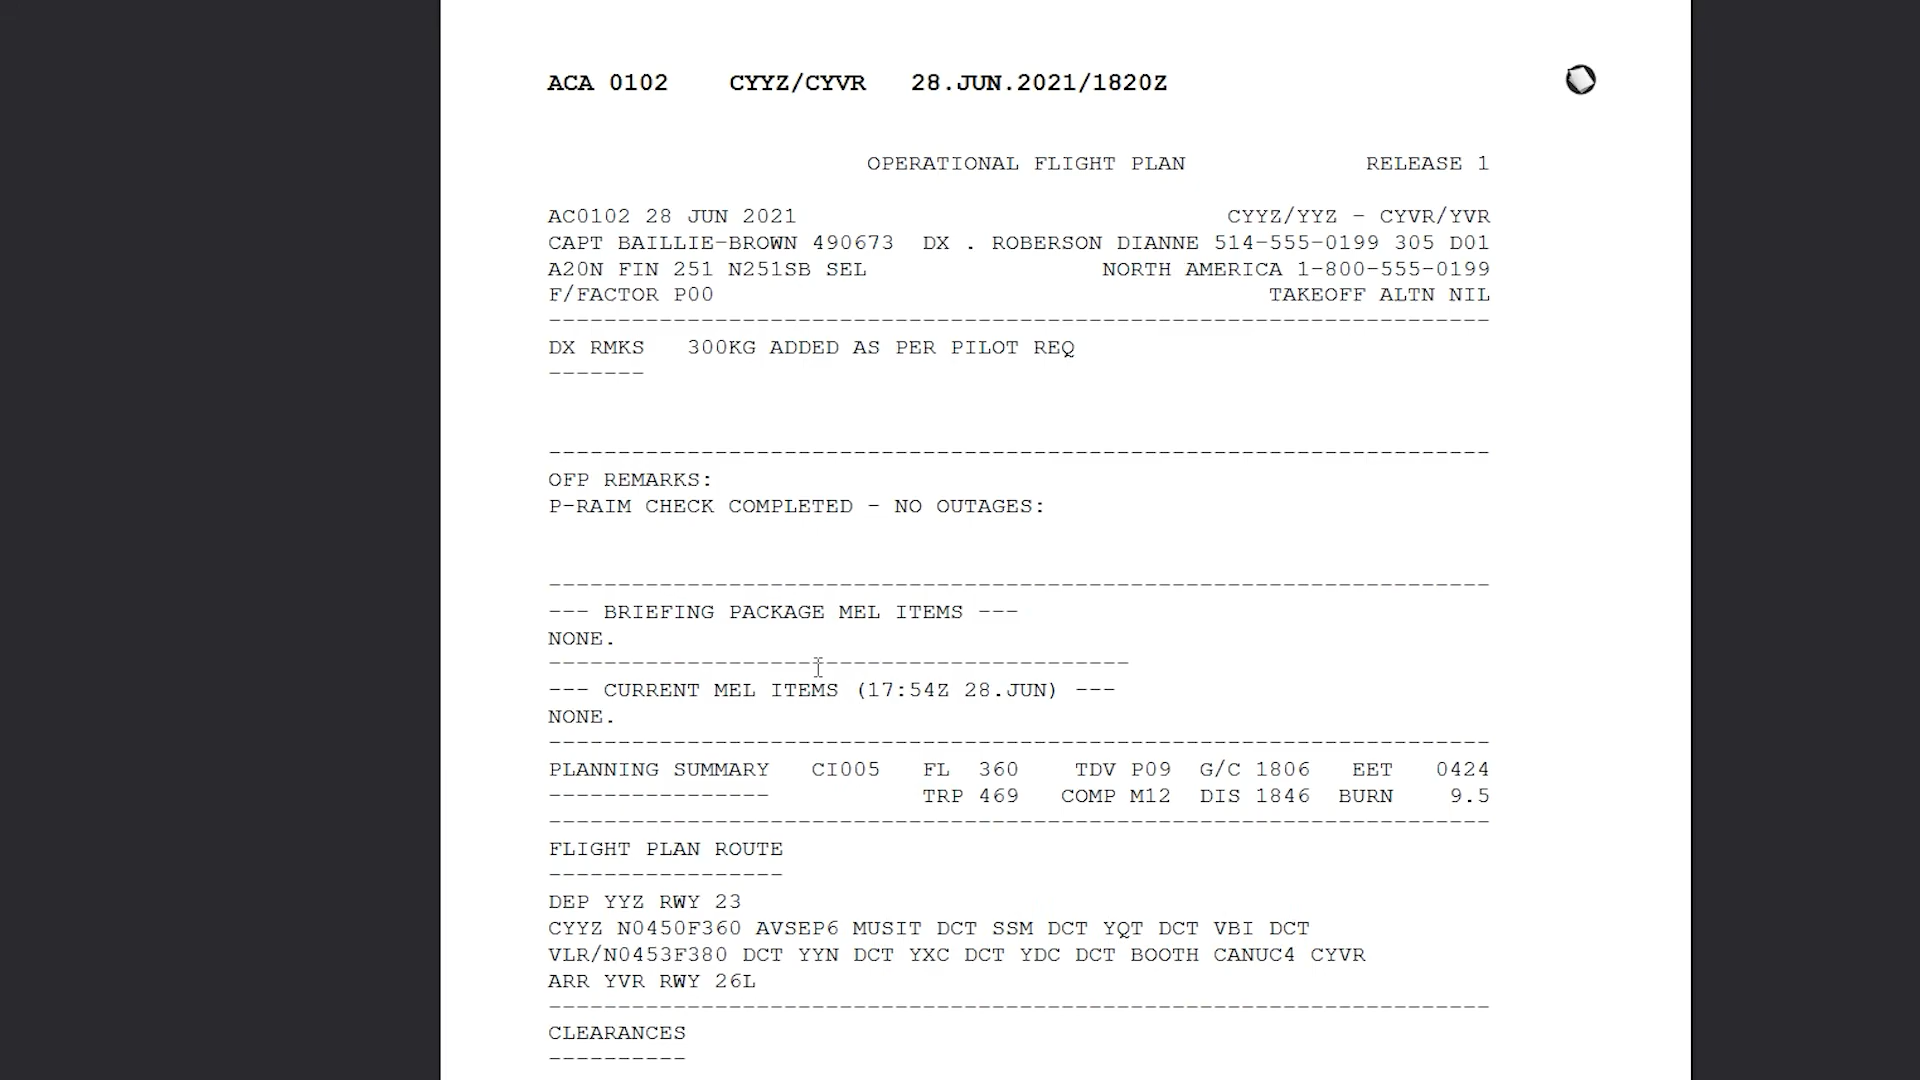 ACA 0102 CYYZ/CYVR 28.JUN.2021/1820Z
OPERATIONAL FLIGHT PLAN RELEASE 1
AC0102 28 JUN 2021 CYYZ/YYZ - CYVR/YVR
CAPT BAILLIE-BROWN 490673 DX . ROBERSON DIANNE 514-555-0199 305 D01
A20N FIN 251 N251SB SEL NORTH AMERICA 1-800-555-0199
F/FACTOR P00 TAKEOFF ALTN NIL
--------------------------------------------------------------------
DX RMKS 300KG ADDED AS PER PILOT REQ
-------
--------------------------------------------------------------------
OFP REMARKS:
P-RAIM CHECK COMPLETED - NO OUTAGES:
--------------------------------------------------------------------
--- BRIEFING PACKAGE MEL ITEMS ---
NONE.
------------------------------------------
--- CURRENT MEL ITEMS (17:54Z 28.JUN) ---
NONE.
--------------------------------------------------------------------
PLANNING SUMMARY CI005 FL 360 TDV P09 G/C 1806 EET 0424
---------------- TRP 469 COMP M12 DIS 1846 BURN 9.5
--------------------------------------------------------------------
FLIGHT PLAN ROUTE
-----------------
DEP YYZ RWY 23
CYYZ N0450F360 AVSEP6 MUSIT DCT SSM DCT YQT DCT VBI DCT
VLR/N0453F380 DCT YYN DCT YXC DCT YDC DCT BOOTH CANUC4 CYVR
ARR YVR RWY 26L
--------------------------------------------------------------------
CLEARANCES
----------